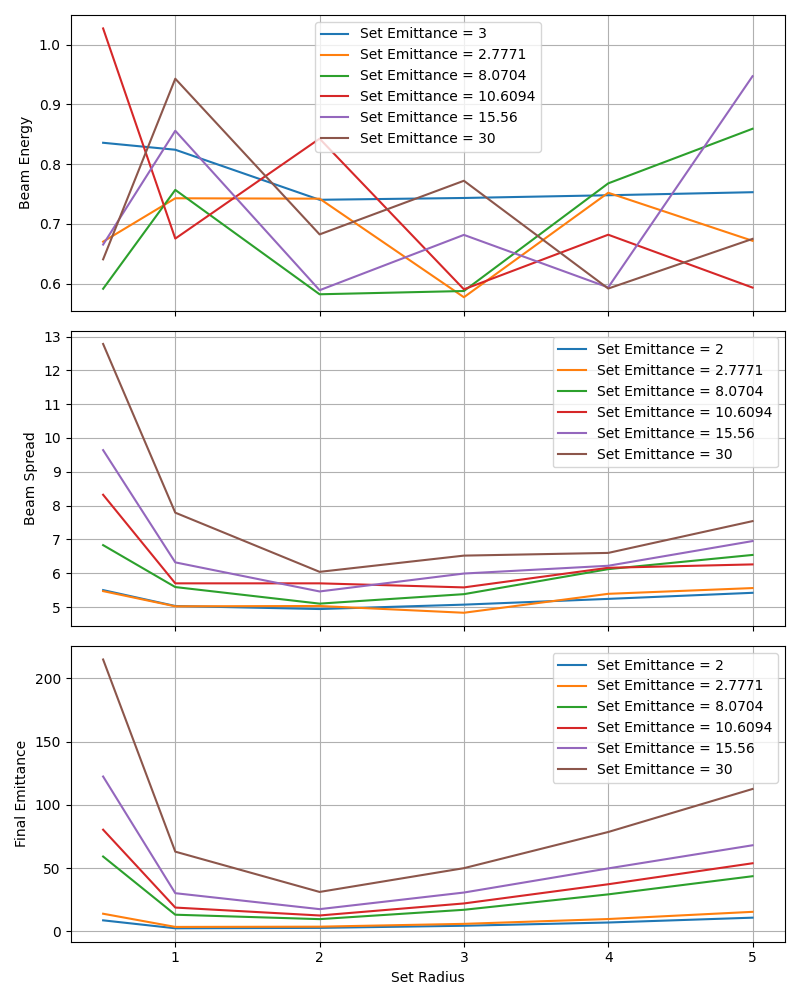 1.0
0.9
0.8
0.7
0.6
Beam Energy
Set Emittance = 3
Set Emittance = 2.7771
Set Emittance = 8.0704
Set Emittance = 10.6094
Set Emittance = 15.56
Set Emittance = 30
13
12
11
10
9
8
7
6
5
Beam Spread
Set Emittance = 2
Set Emittance = 2.7771
Set Emittance = 8.0704
Set Emittance = 10.6094
Set Emittance = 15.56
Set Emittance = 30
200
150
100
50
0
Final Emittance
Set Emittance = 2
Set Emittance = 2.7771
Set Emittance = 8.0704
Set Emittance = 10.6094
Set Emittance = 15.56
Set Emittance = 30
1 2 3 4 5
Set Radius